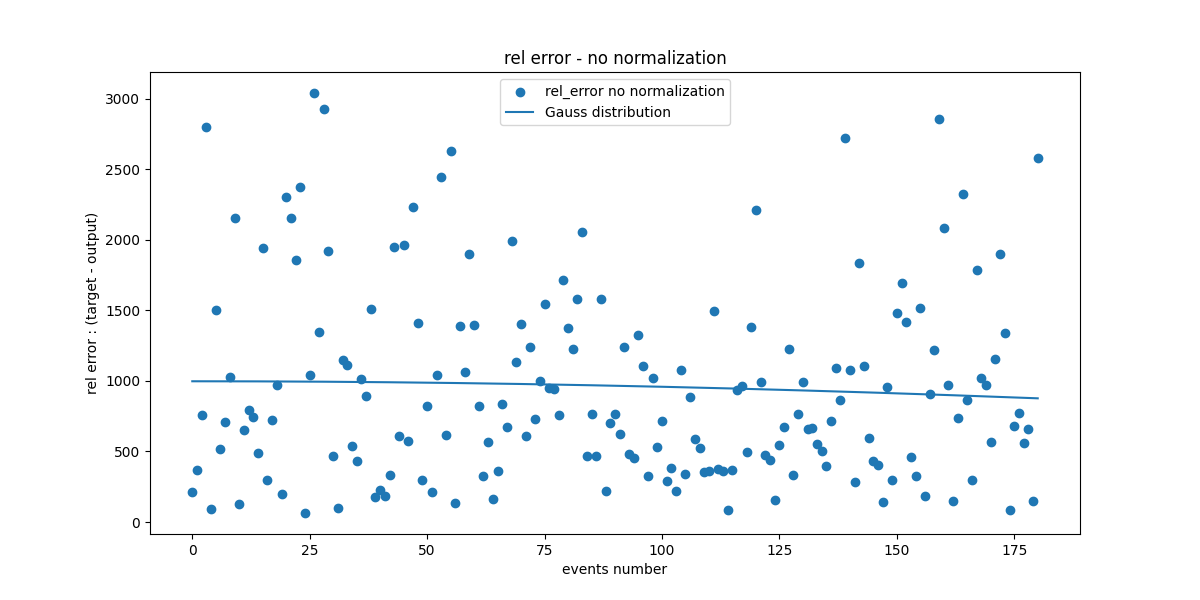 rel error - no normalization
rel_error no normalization
Gauss distribution
rel error : (target - output)
3000
2500
2000
1500
1000
500
0
0 25 50 75 100 125 150 175
events number